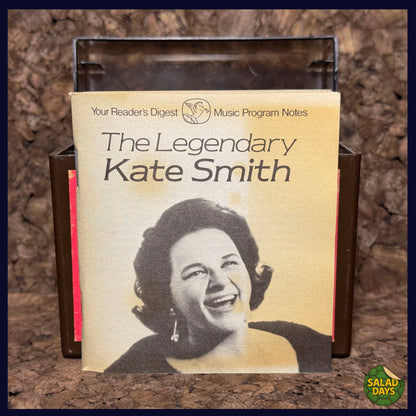 Your Reader's Digest Music Program Notes
The Legendary
Kate Smith
SALAD
DAYS